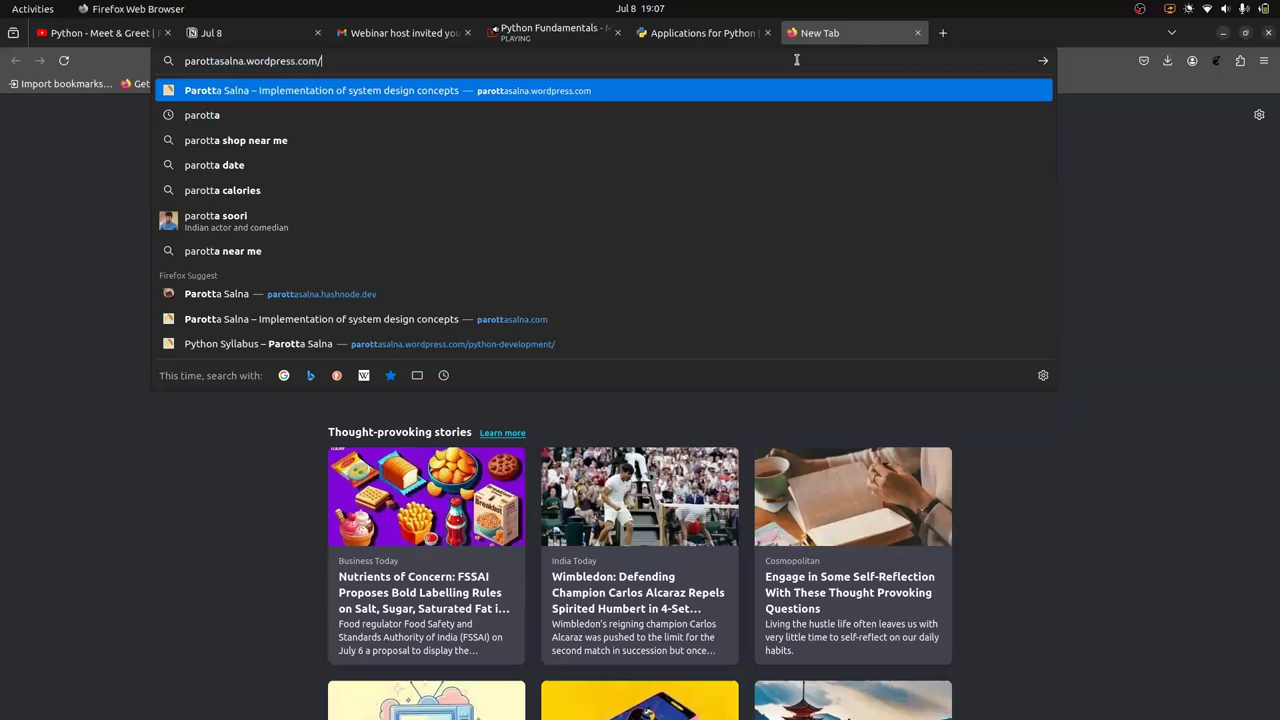 Activities
Firefox Web Browser
Jul 8 19:07
Python - Meet & Greet |
Jul 8
Webinar host invited you
Python Fundamentals -
PLAYING
Applications for Python |
New Tab
parottasalna.wordpress.com/
Import bookmarks…
Get
Parotta Salna – Implementation of system design concepts — parottasalna.wordpress.com
parotta
parotta shop near me
parotta date
parotta calories
parotta soori
Indian actor and comedian
parotta near me
Firefox Suggest
Parotta Salna — parottasalna.hashnode.dev
Parotta Salna – Implementation of system design concepts — parottasalna.com
Python Syllabus – Parotta Salna — parottasalna.wordpress.com/python-development/
This time, search with:
Thought-provoking stories Learn more
Business Today
Nutrients of Concern: FSSAI
Proposes Bold Labelling Rules
on Salt, Sugar, Saturated Fat i…
Food regulator Food Safety and
Standards Authority of India (FSSAI) on
July 6 a proposal to display the…
India Today
Wimbledon: Defending
Champion Carlos Alcaraz Repels
Spirited Humbert in 4-Set…
Wimbledon's reigning champion Carlos
Alcaraz was pushed to the limit for the
second match in succession but once…
Cosmopolitan
Engage in Some Self-Reflection
With These Thought Provoking
Questions
Living the hustle life often leaves us with
very little time to self-reflect on our daily
habits.